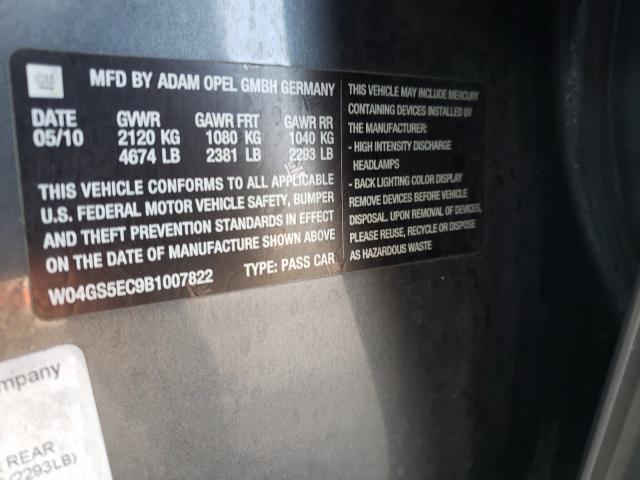 GM
MFD BY ADAM OPEL GMBH GERMANY
DATE GVWR GAWR FRT GAWR RR
05/10 2120 KG 1080 KG 1040 KG
4674 LB 2381 LB 2293 LB
THIS VEHICLE CONFORMS TO ALL APPLICABLE
U.S. FEDERAL MOTOR VEHICLE SAFETY, BUMPER
AND THEFT PREVENTION STANDARDS IN EFFECT
ON THE DATE OF MANUFACTURE SHOWN ABOVE
W04GS5EC9B1007822 TYPE: PASS CAR
THIS VEHICLE MAY INCLUDE MERCURY
CONTAINING DEVICES INSTALLED BY
THE MANUFACTURER:
- HIGH INTENSITY DISCHARGE
HEADLAMPS
- BACK LIGHTING COLOR DISPLAY
REMOVE DEVICES BEFORE VEHICLE
DISPOSAL. UPON REMOVAL OF DEVICES,
PLEASE REUSE, RECYCLE OR DISPOSE
AS HAZARDOUS WASTE
ompany
REAR
(2293LB)